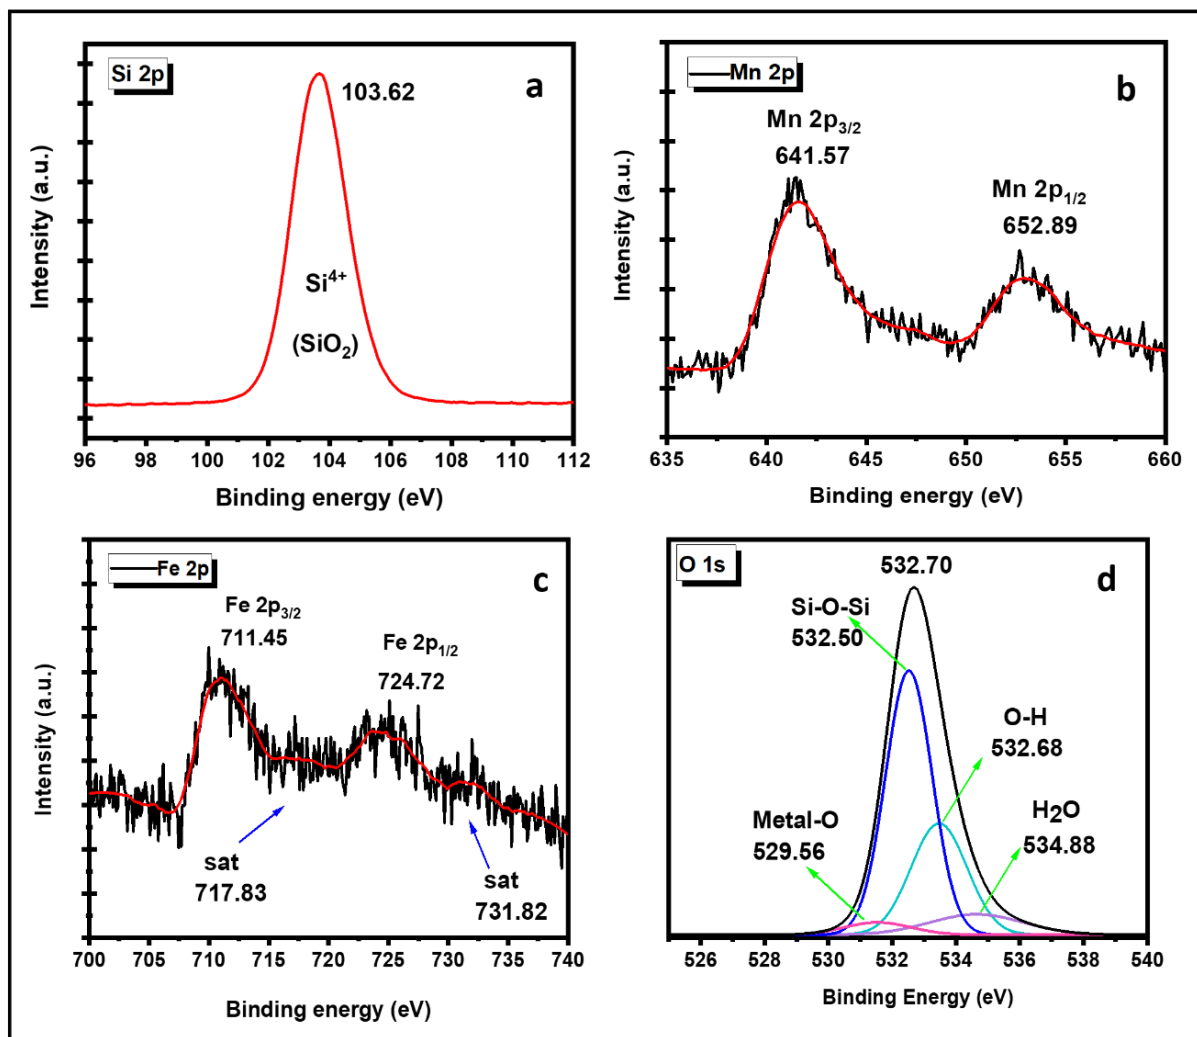 Si 2p
a
103.62
Si4+
(SiO2)
Intensity (a.u.)
96 98 100 102 104 106 108 110 112
Binding energy (eV)
Mn 2p
b
Mn 2p3/2
641.57
Mn 2p1/2
652.89
Intensity (a.u.)
635 640 645 650 655 660
Binding energy (eV)
Fe 2p
c
Fe 2p3/2
711.45
Fe 2p1/2
724.72
sat
717.83
sat
731.82
Intensity (a.u.)
700 705 710 715 720 725 730 735 740
Binding energy (eV)
O 1s
d
532.70
Si-O-Si
532.50
O-H
532.68
Metal-O
529.56
H2O
534.88
526 528 530 532 534 536 538 540
Binding Energy (eV)